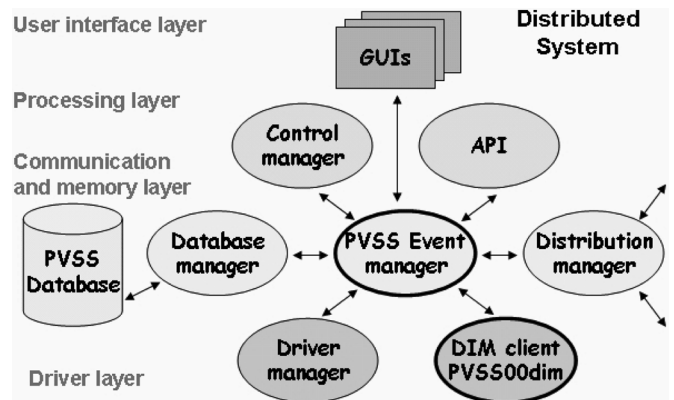 User interface layer
Distributed
System
GUIs
Processing layer
Control
manager
API
Communication
and memory layer
PVSS
Database
Database
manager
PVSS Event
manager
Distribution
manager
Driver
manager
DIM client
PVSS00dim
Driver layer